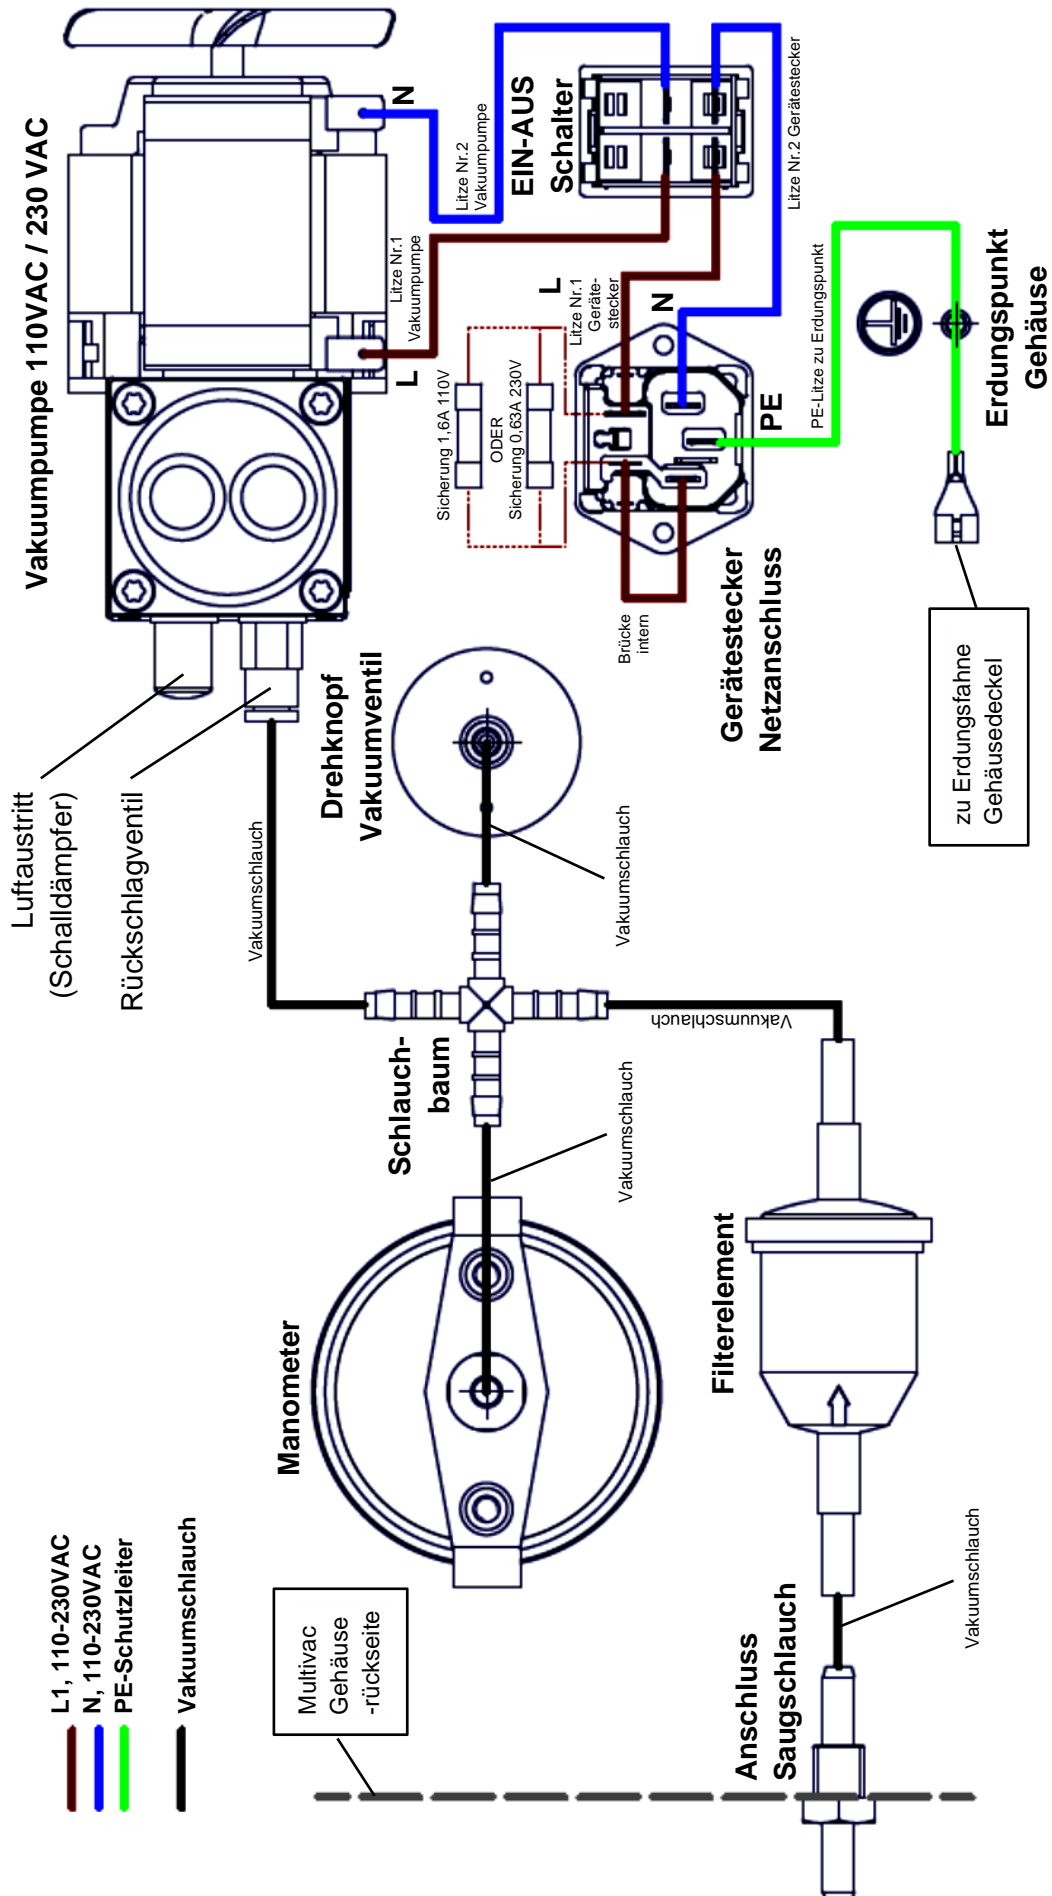 Vakuumpumpe 110VAC / 230 VAC
L
N
Litze Nr.1
Vakuumpumpe
Litze Nr.2
Vakuumpumpe
EIN-AUS
Schalter
Litze Nr.2 Gerätestecker
L
Litze Nr.1
Geräte-
stecker
N
PE
Sicherung 1,6A 110V
ODER
Sicherung 0,63A 230V
Brücke
intern
Gerätestecker
Netzanschluss
PE-Litze zu Erdungspunkt
Erdungspunkt
Gehäuse
zu Erdungsfahne
Gehäusedeckel
Luftaustritt
(Schalldämpfer)
Rückschlagventil
Vakuumschlauch
Drehknopf
Vakuumventil
Vakuumschlauch
Schlauch-
baum
Vakuumschlauch
Vakuumschlauch
Manometer
Filterelement
Vakuumschlauch
Anschluss
Saugschlauch
Multivac
Gehäuse
-rückseite
L1, 110-230VAC
N, 110-230VAC
PE-Schutzleiter
Vakuumschlauch